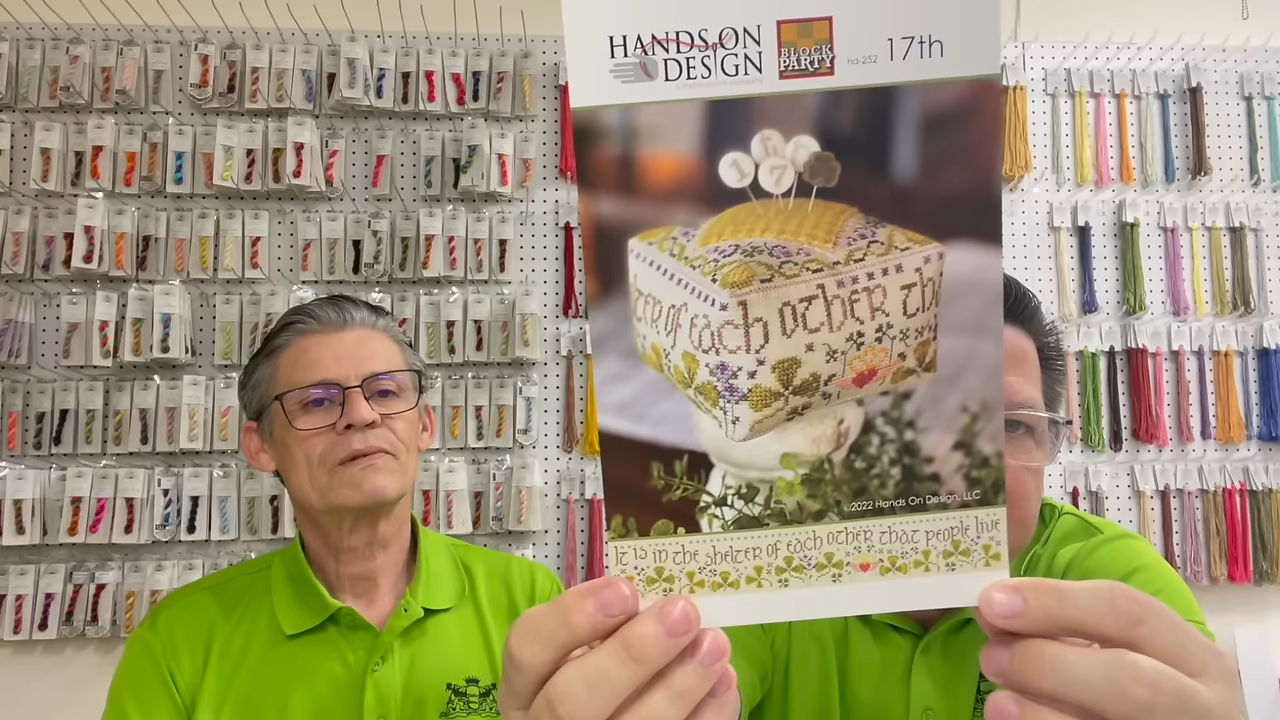 HANDS ON
DESIGN
BLOCK
PARTY
hd-252
17th
17
ter of each other tha
©2022 Hands On Design, LLC
It is in the shelter of each other that people live